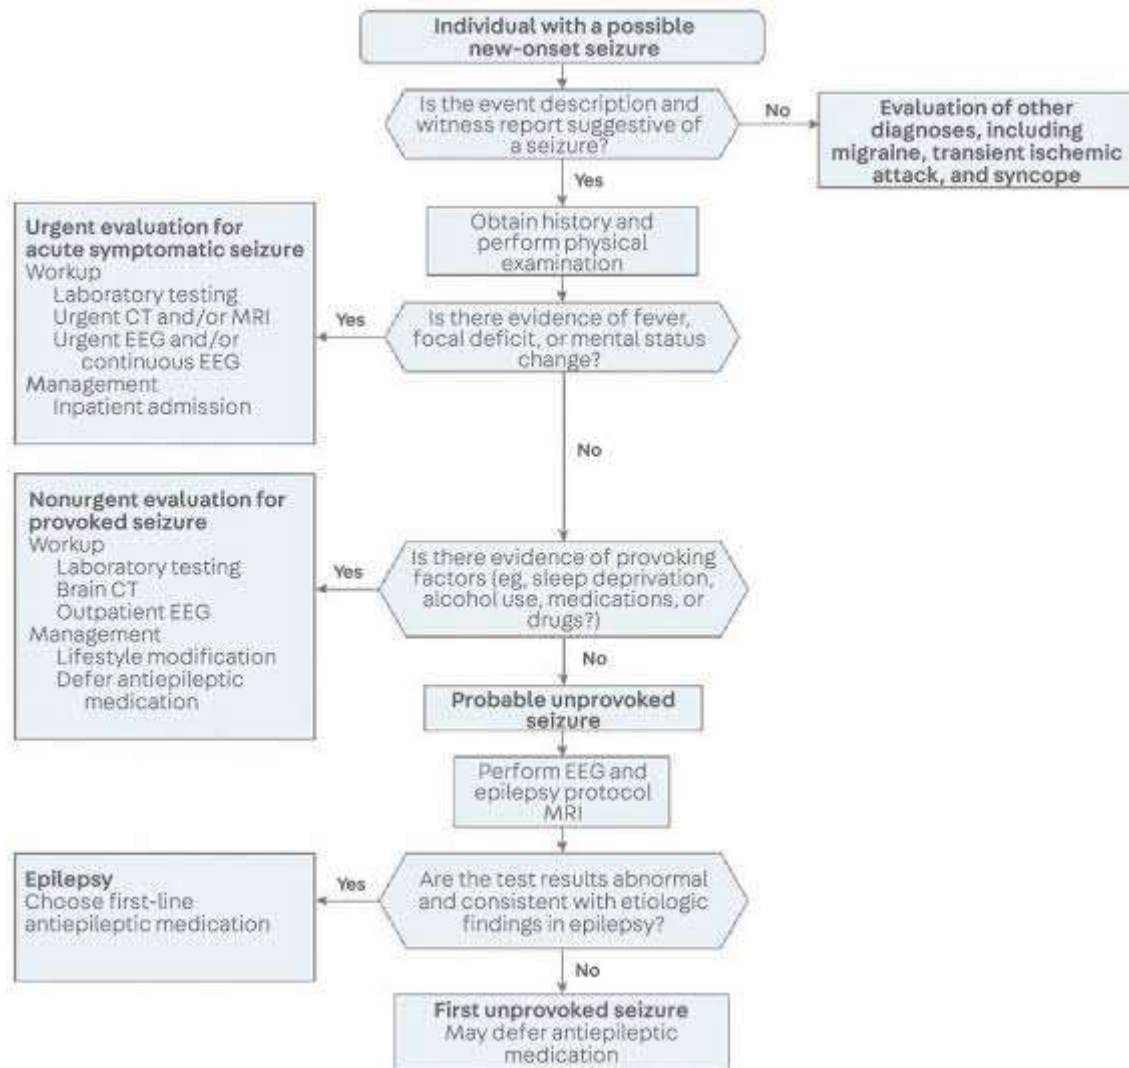 Individual with a possible
new-onset seizure
Is the event description and
witness report suggestive of
a seizure?
No
Evaluation of other
diagnoses, including
migraine, transient ischemic
attack, and syncope
Yes
Obtain history and
perform physical
examination
Is there evidence of fever,
focal deficit, or mental status
change?
Yes
Urgent evaluation for
acute symptomatic seizure
Workup
Laboratory testing
Urgent CT and/or MRI
Urgent EEG and/or
continuous EEG
Management
Inpatient admission
No
Is there evidence of provoking
factors (eg, sleep deprivation,
alcohol use, medications, or
drugs?)
Yes
Nonurgent evaluation for
provoked seizure
Workup
Laboratory testing
Brain CT
Outpatient EEG
Management
Lifestyle modification
Defer antiepileptic
medication
No
Probable unprovoked
seizure
Perform EEG and
epilepsy protocol
MRI
Are the test results abnormal
and consistent with etiologic
findings in epilepsy?
Yes
Epilepsy
Choose first-line
antiepileptic medication
No
First unprovoked seizure
May defer antiepileptic
medication